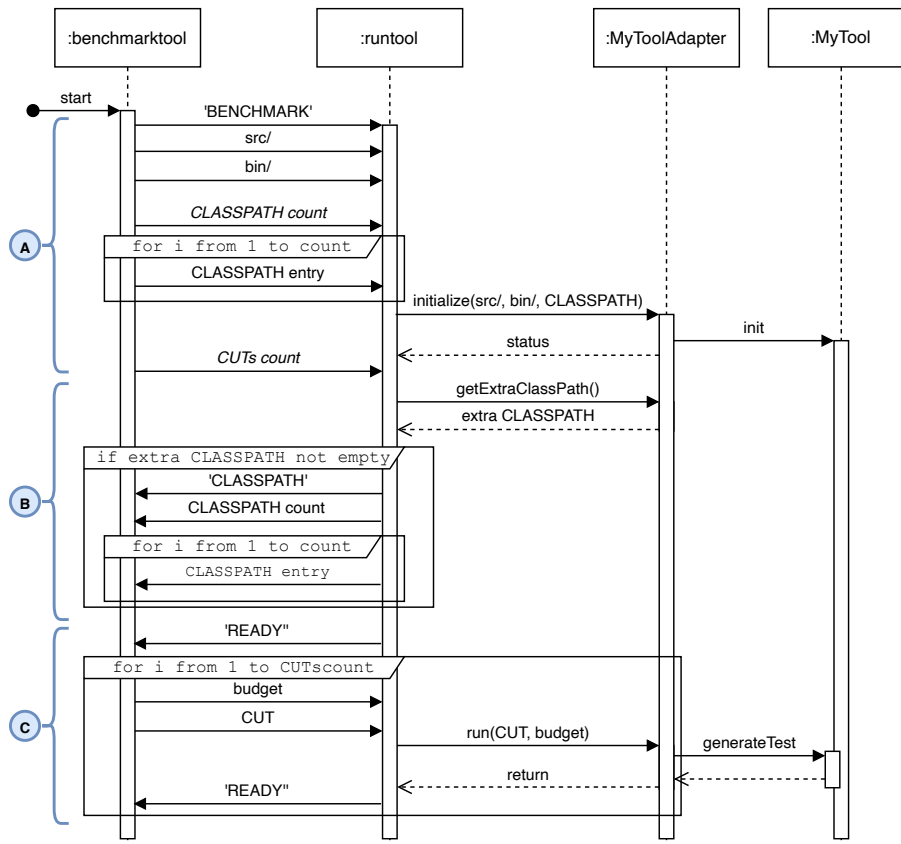 :benchmarktool
:runtool
:MyToolAdapter
:MyTool
start
'BENCHMARK'
src/
bin/
CLASSPATH count
A
for i from 1 to count
CLASSPATH entry
initialize(src/, bin/, CLASSPATH)
init
status
CUTs count
getExtraClassPath()
extra CLASSPATH
if extra CLASSPATH not empty
'CLASSPATH'
B
CLASSPATH count
for i from 1 to count
CLASSPATH entry
'READY"
for i from 1 to CUTscount
budget
C
CUT
run(CUT, budget)
generateTest
return
'READY"